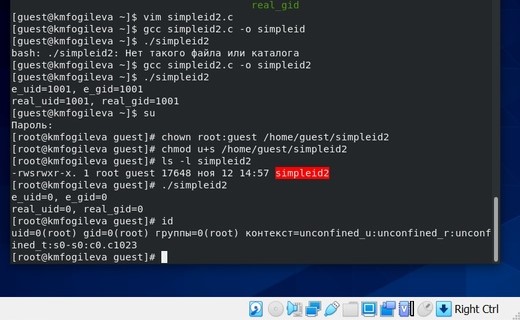 real_gid
[guest@kmfogileva ~]$ vim simpleid2.c
[guest@kmfogileva ~]$ gcc simpleid2.c -o simpleid
[guest@kmfogileva ~]$ ./simpleid2
bash: ./simpleid2: Нет такого файла или каталога
[guest@kmfogileva ~]$ gcc simpleid2.c -o simpleid2
[guest@kmfogileva ~]$ ./simpleid2
e_uid=1001, e_gid=1001
real_uid=1001, real_gid=1001
[guest@kmfogileva ~]$ su
Пароль:
[root@kmfogileva guest]# chown root:guest /home/guest/simpleid2
[root@kmfogileva guest]# chmod u+s /home/guest/simpleid2
[root@kmfogileva guest]# ls -l simpleid2
-rwsrwxr-x. 1 root guest 17648 ноя 12 14:57 simpleid2
[root@kmfogileva guest]# ./simpleid2
e_uid=0, e_gid=0
real_uid=0, real_gid=0
[root@kmfogileva guest]# id
uid=0(root) gid=0(root) группы=0(root) контекст=unconfined_u:unconfined_r:unconf
ined_t:s0-s0:c0.c1023
[root@kmfogileva guest]#
Right Ctrl